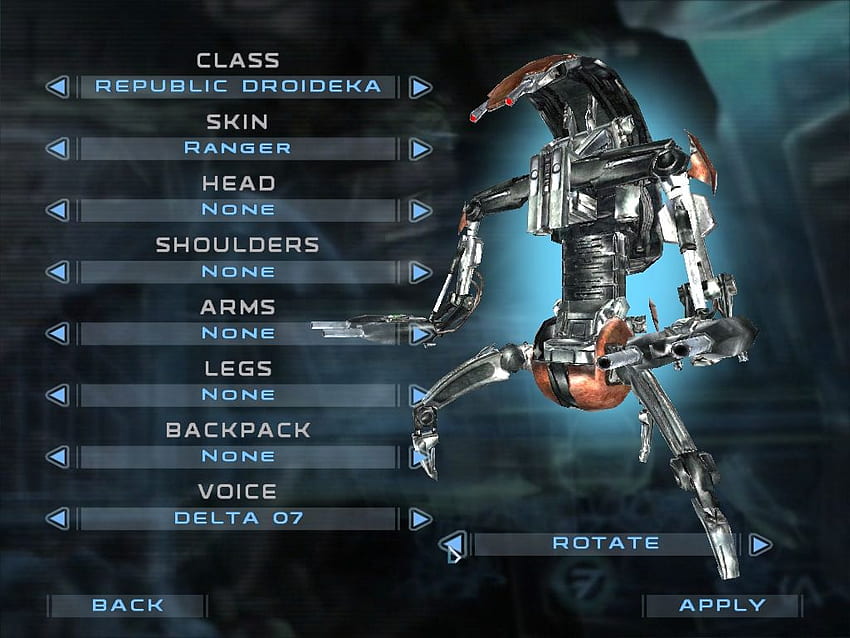 CLASS
REPUBLIC DROIDEKA
SKIN
RANGER
HEAD
NONE
SHOULDERS
NONE
ARMS
NONE
LEGS
NONE
BACKPACK
NONE
VOICE
DELTA 07
ROTATE
BACK
APPLY